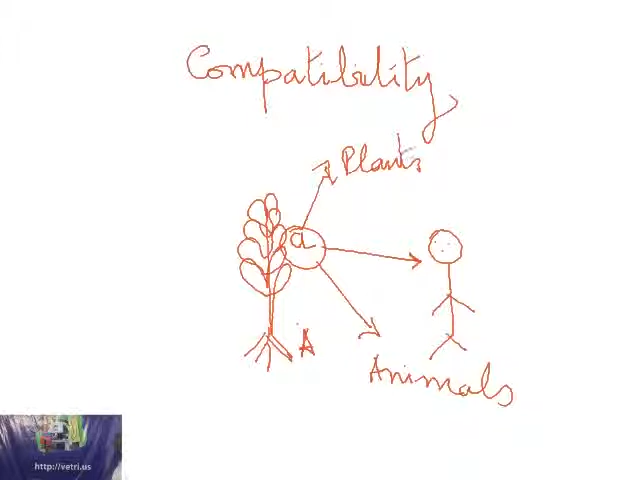 Compatibility
Plants
a
A
Animals
http://vetri.us